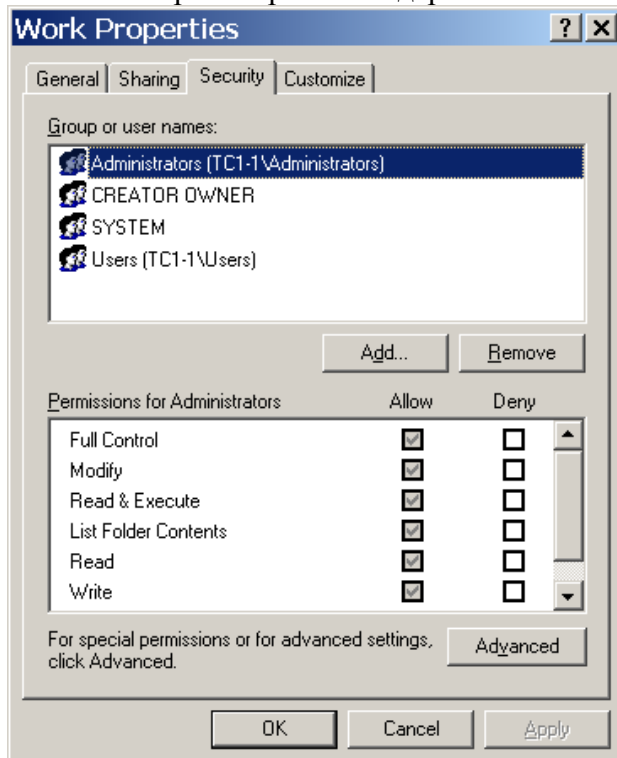 Work Properties
General Sharing Security Customize
Group or user names:
Administrators (TC1-1\Administrators)
CREATOR OWNER
SYSTEM
Users (TC1-1\Users)
Add... Remove
Permissions for Administrators Allow Deny
Full Control
Modify
Read & Execute
List Folder Contents
Read
Write
For special permissions or for advanced settings, click Advanced.
Advanced
OK Cancel Apply